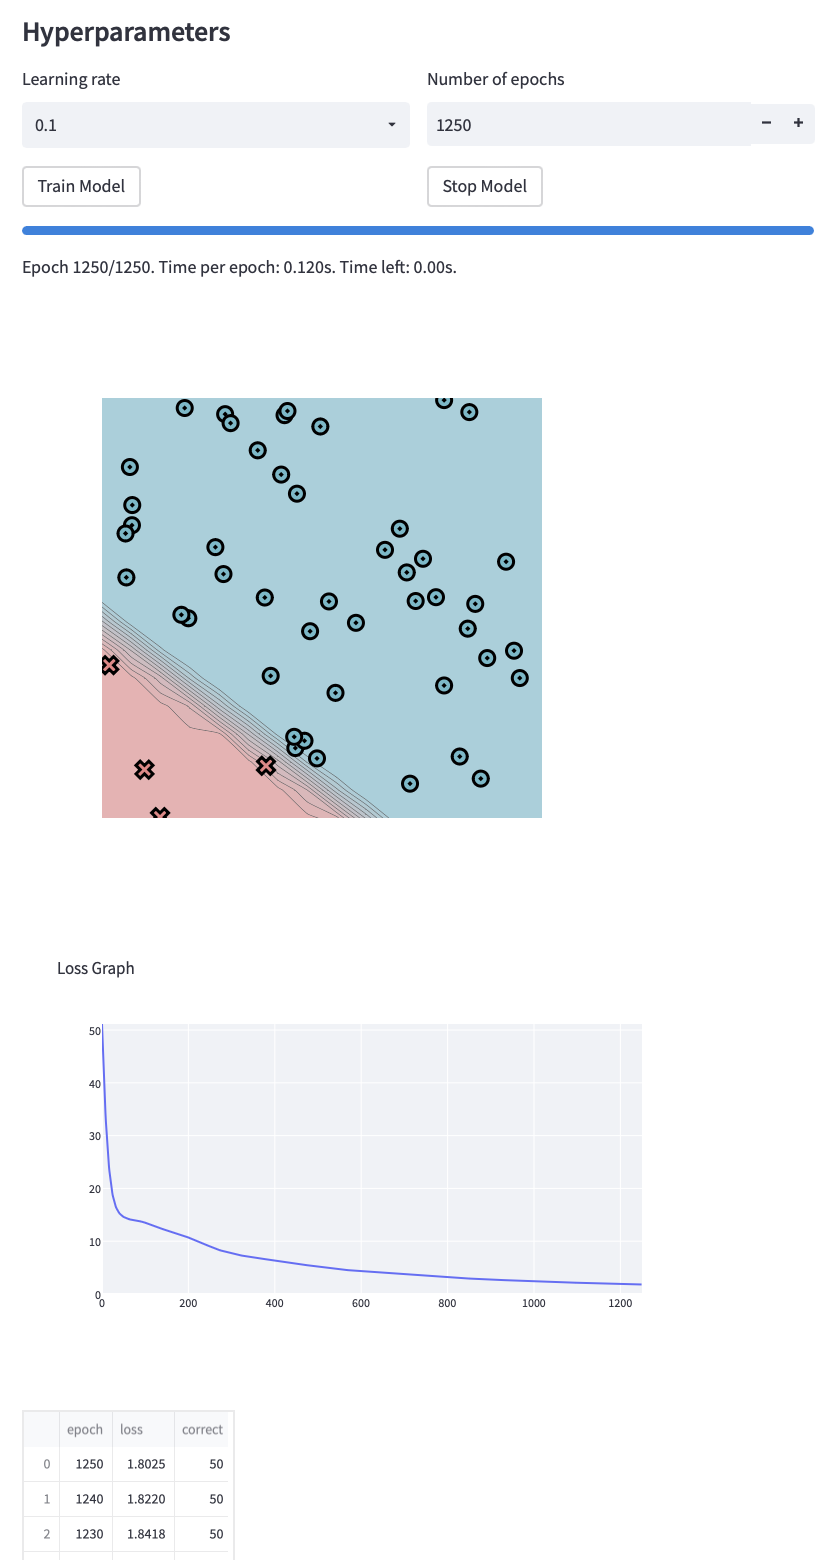 Hyperparameters
Learning rate
Number of epochs
0.1
1250
− +
Train Model
Stop Model
Epoch 1250/1250. Time per epoch: 0.120s. Time left: 0.00s.
Loss Graph
50
40
30
20
10
0
0 200 400 600 800 1000 1200
epoch loss correct
0 1250 1.8025 50
1 1240 1.8220 50
2 1230 1.8418 50